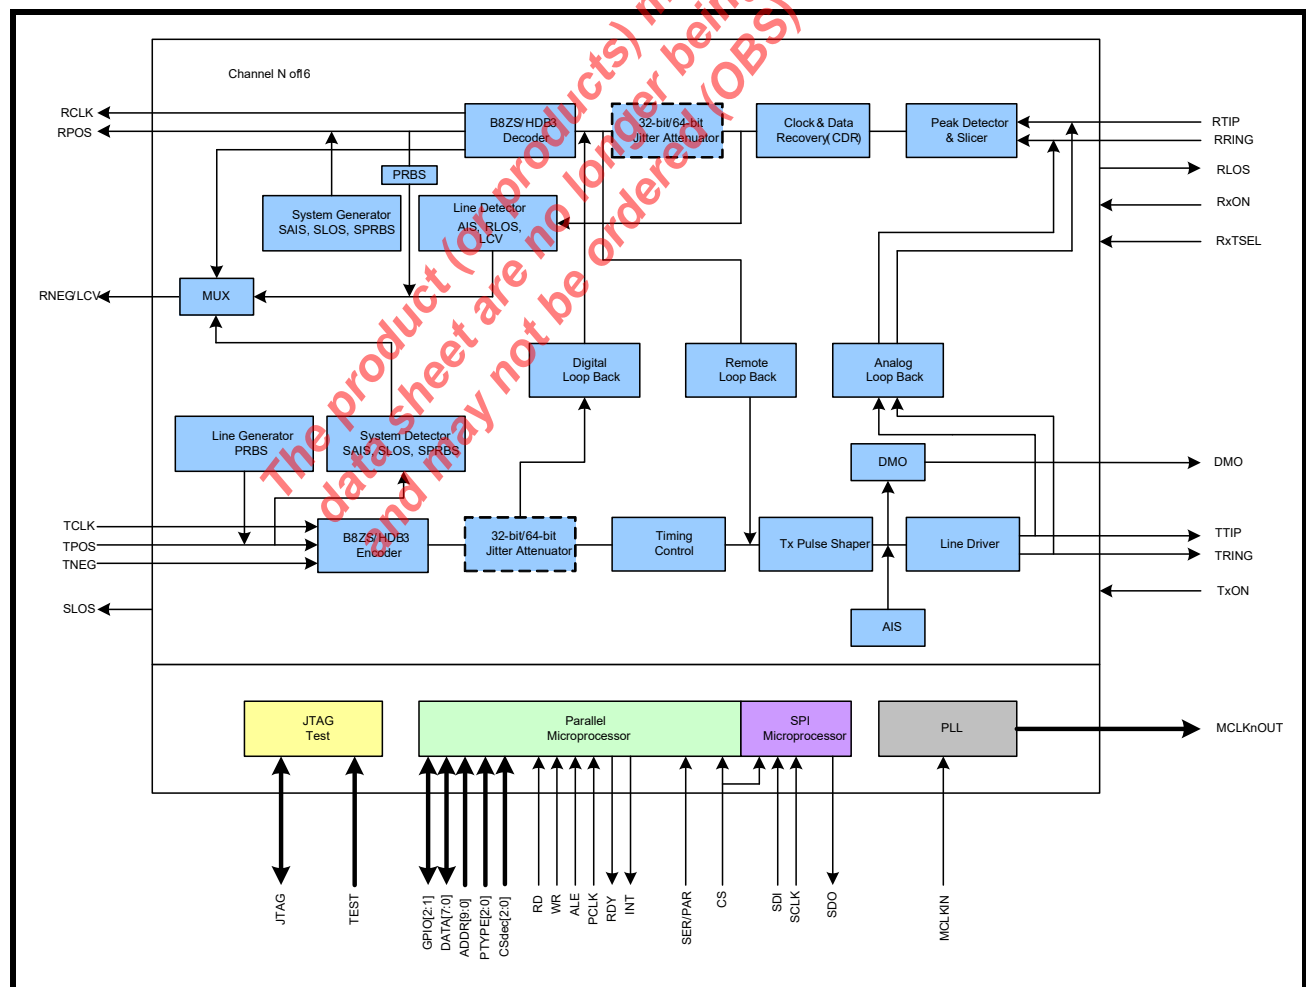 Channel N of16
RCLK
RPOS
B8ZS/HDB3
Decoder
32-bit/64-bit
Jitter Attenuator
Clock & Data
Recovery(CDR)
Peak Detector
& Slicer
RTIP
RRING
RLOS
RxON
RxTSEL
PRBS
System Generator
SAIS, SLOS, SPRBS
Line Detector
AIS, RLOS,
LCV
RNEG/LCV
MUX
Digital
Loop Back
Remote
Loop Back
Analog
Loop Back
Line Generator
PRBS
System Detector
SAIS, SLOS, SPRBS
DMO
DMO
TCLK
TPOS
TNEG
B8ZS/HDB3
Encoder
32-bit/64-bit
Jitter Attenuator
Timing
Control
Tx Pulse Shaper
Line Driver
TTIP
TRING
TxON
SLOS
AIS
The product (or products) m
data sheet are no longer being
and may not be ordered (OBS)
JTAG
Test
Parallel
Microprocessor
SPI
Microprocessor
PLL
MCLKnOUT
JTAG
TEST
GPIO[2:1]
DATA[7:0]
ADDR[9:0]
PTYPE[2:0]
CSdec[2:0]
RD
WR
ALE
PCLK
RDY
INT
SER/PAR
CS
SDI
SCLK
SDO
MCLKIN